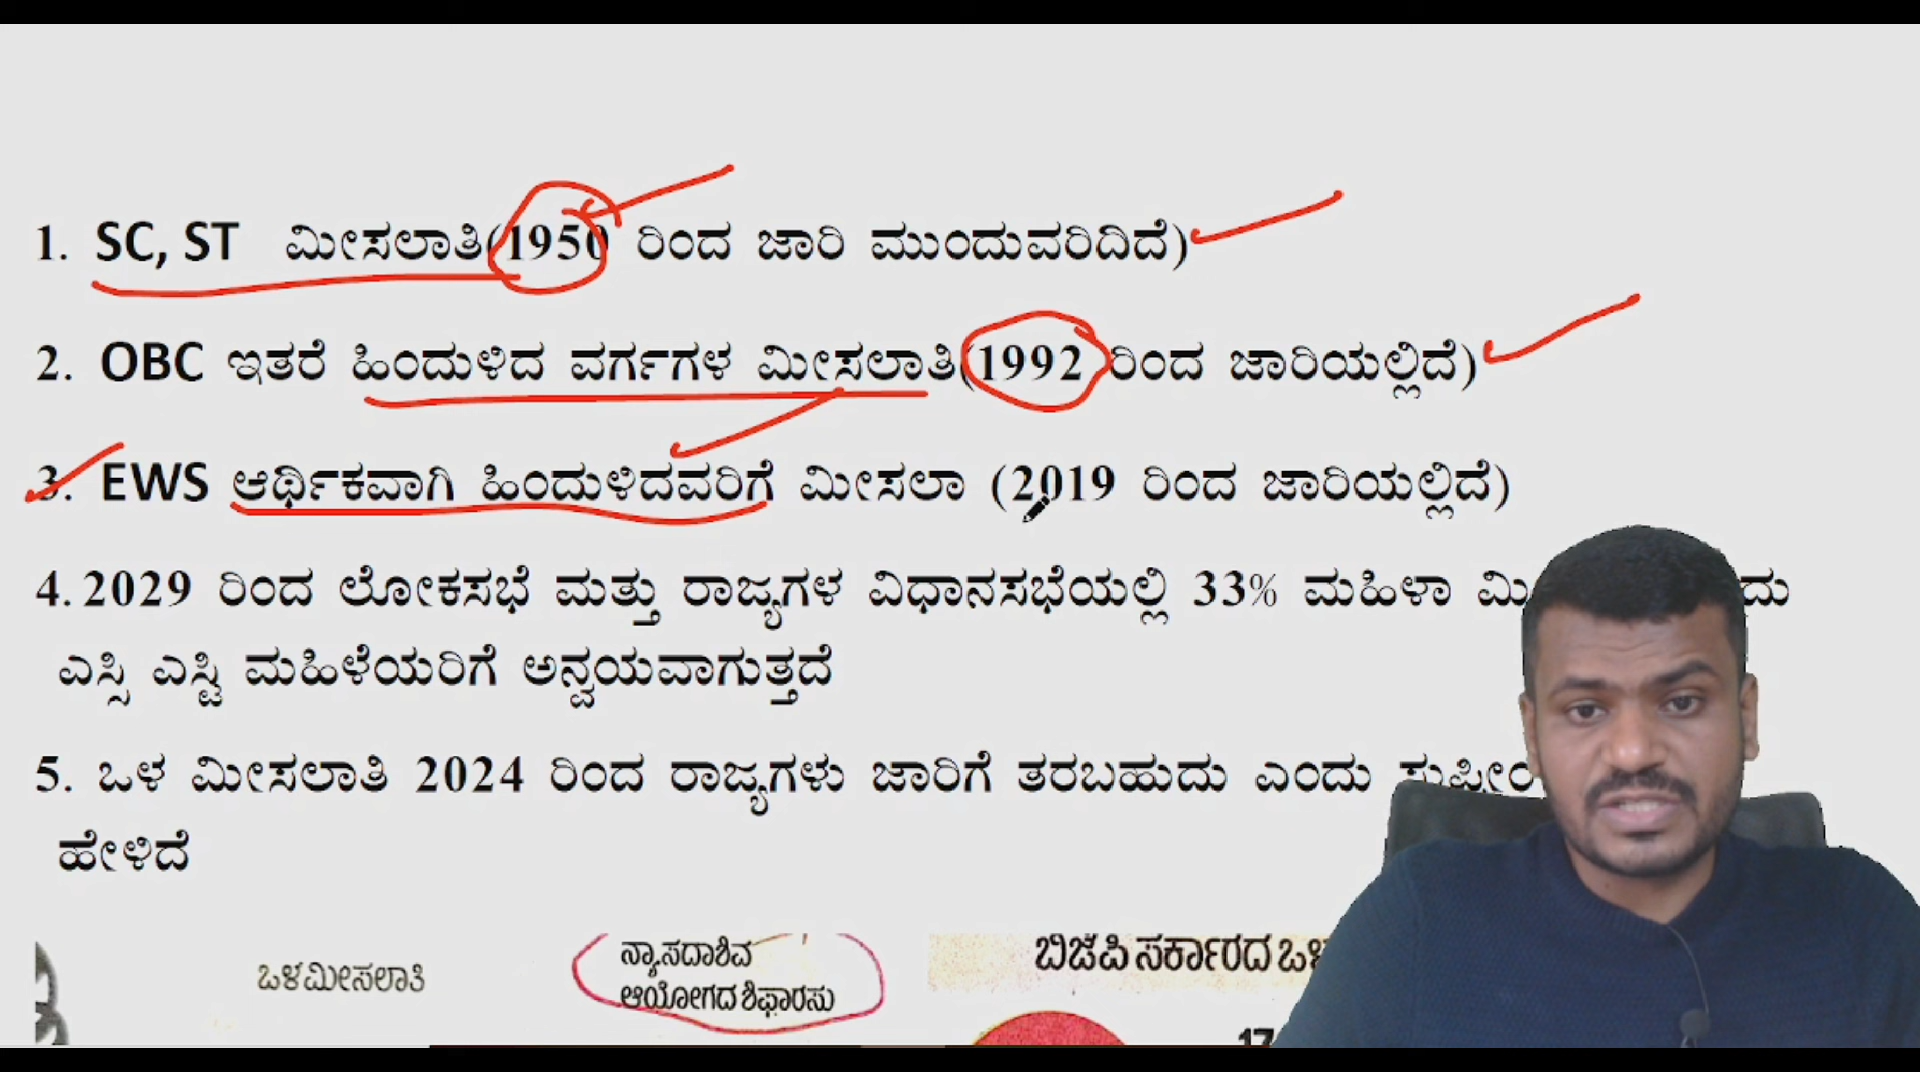 1. SC, ST ಮೀಸಲಾತಿ(1950 ರಿಂದ ಜಾರಿ ಮುಂದುವರಿದಿದೆ)
2. OBC ಇತರೆ ಹಿಂದುಳಿದ ವರ್ಗಗಳ ಮೀಸಲಾತಿ(1992 ರಿಂದ ಜಾರಿಯಲ್ಲಿದೆ)
3. EWS ಆರ್ಥಿಕವಾಗಿ ಹಿಂದುಳಿದವರಿಗೆ ಮೀಸಲಾ (2019 ರಿಂದ ಜಾರಿಯಲ್ಲಿದೆ)
4. 2029 ರಿಂದ ಲೋಕಸಭೆ ಮತ್ತು ರಾಜ್ಯಗಳ ವಿಧಾನಸಭೆಯಲ್ಲಿ 33% ಮಹಿಳಾ
ಎಸ್ಸಿ ಎಸ್ಟಿ ಮಹಿಳೆಯರಿಗೆ ಅನ್ವಯವಾಗುತ್ತದೆ
5. ಒಳ ಮೀಸಲಾತಿ 2024 ರಿಂದ ರಾಜ್ಯಗಳು ಜಾರಿಗೆ ತರಬಹುದು ಎಂದು
ಹೇಳಿದೆ
ಒಳಮೀಸಲಾತಿ
ನ್ಯಾ.ಸದಾಶಿವ
ಆಯೋಗದ ಶಿಫಾರಸು
ಬಿಜೆಪಿ ಸರ್ಕಾರದ